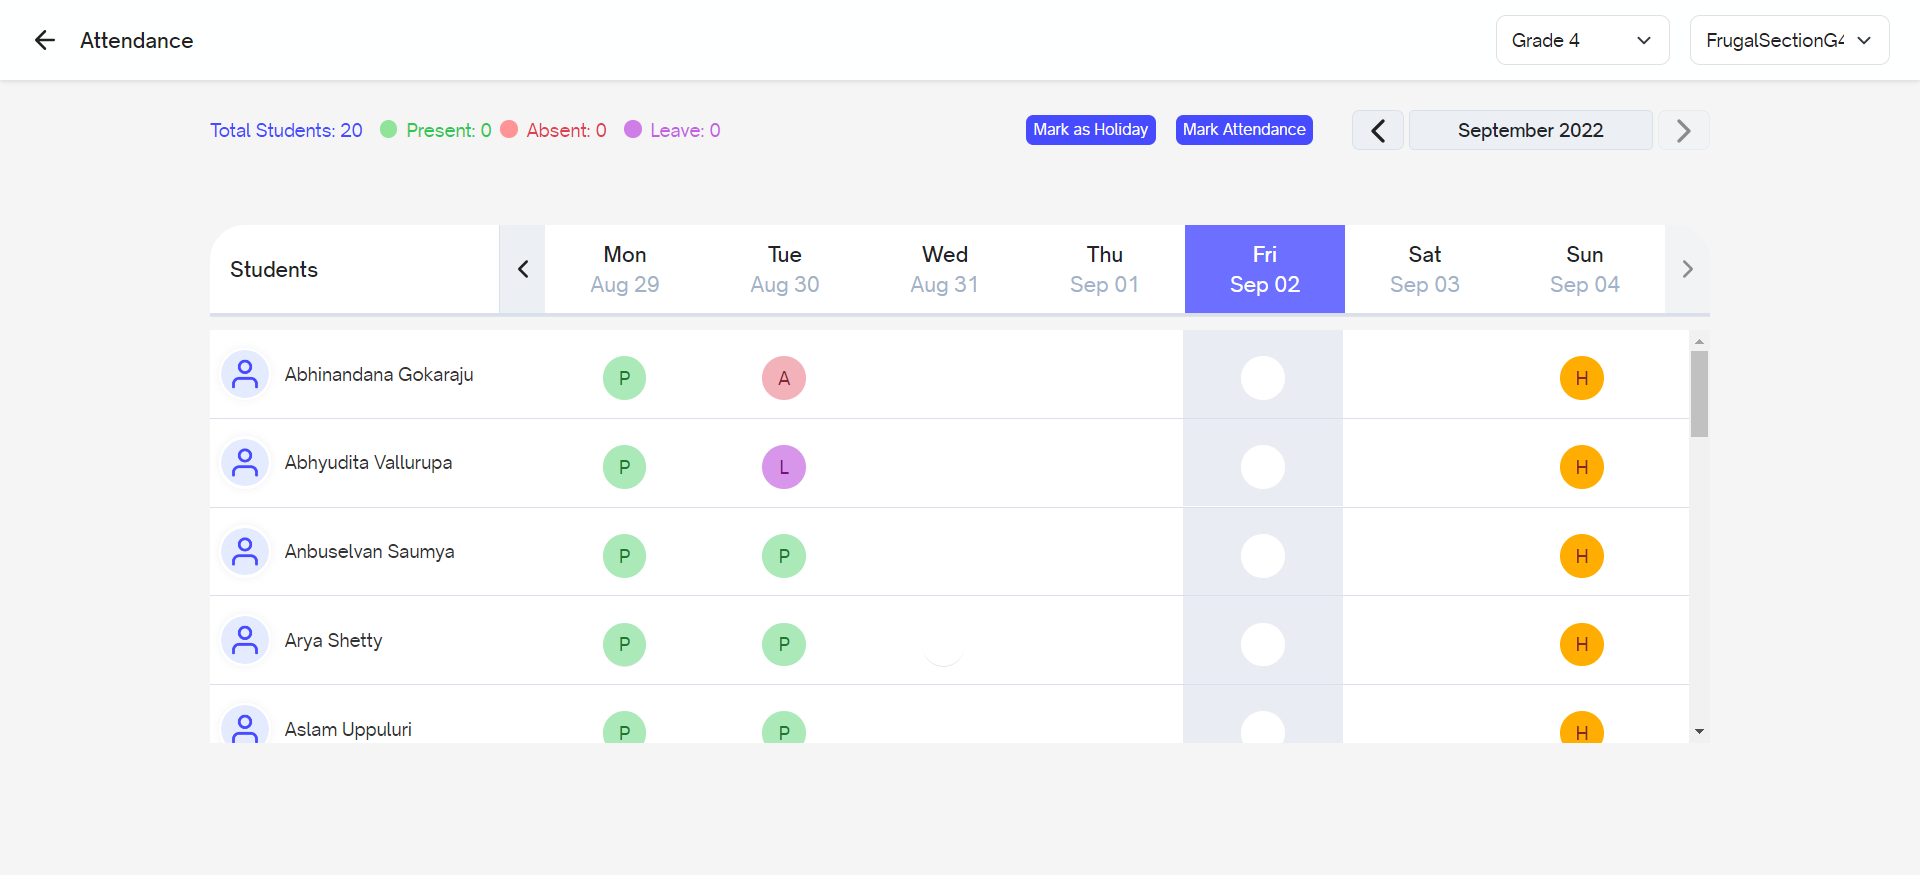 Attendance
Grade 4
FrugalSectionG4
Total Students: 20 Present: 0 Absent: 0 Leave: 0
Mark as Holiday
Mark Attendance
September 2022
Students
Mon Tue Wed Thu Fri Sat Sun
Aug 29 Aug 30 Aug 31 Sep 01 Sep 02 Sep 03 Sep 04
Abhinandana Gokaraju P A H
Abhyudita Vallurupa P L H
Anbuselvan Saumya P P H
Arya Shetty P P H
Aslam Uppuluri P P H